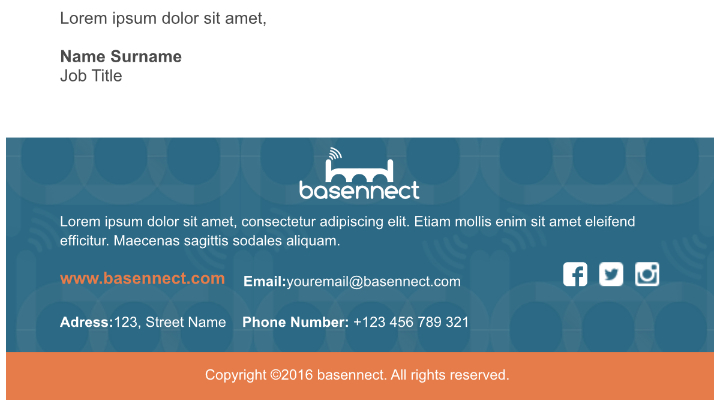 Lorem ipsum dolor sit amet,
Name Surname
Job Title
basennect
Lorem ipsum dolor sit amet, consectetur adipiscing elit. Etiam mollis enim sit amet eleifend
efficitur. Maecenas sagittis sodales aliquam.
www.basennect.com Email:youremail@basennect.com
Adress:123, Street Name Phone Number: +123 456 789 321
Copyright ©2016 basennect. All rights reserved.